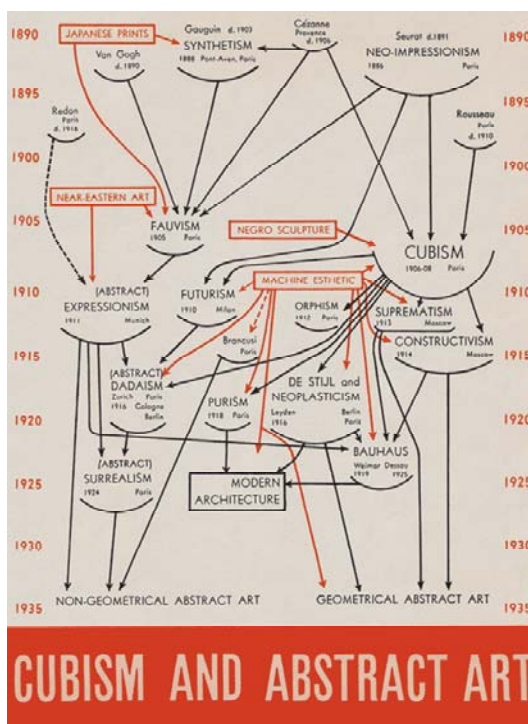 1890
JAPANESE PRINTS
Van Gogh
d. 1890
Gauguin d. 1903
SYNTHETISM
1888 Pont-Aven, Paris
Cézanne
Provence
d. 1906
Seurat d. 1891
NEO-IMPRESSIONISM
1886 Paris
1890
1895
1895
Redon
Paris
d. 1916
Rousseau
Paris
d. 1910
1900
1900
NEAR-EASTERN ART
1905
FAUVISM
1905 Paris
NEGRO SCULPTURE
CUBISM
1906-08 Paris
1905
1910
(ABSTRACT)
EXPRESSIONISM
1911 Munich
FUTURISM
1910 Milan
MACHINE ESTHETIC
ORPHISM
1912 Paris
SUPREMATISM
1913 Moscow
1910
Brancusi
Paris
CONSTRUCTIVISM
1914 Moscow
1915
1915
(ABSTRACT)
DADAISM
Zurich Paris
1916 Cologne
Berlin
PURISM
1918 Paris
DE STIJL and
NEOPLASTICISM
Leyden Berlin
1916 Paris
1920
1920
(ABSTRACT)
SURREALISM
1924 Paris
BAUHAUS
Weimar Dessau
1919 1925
MODERN
ARCHITECTURE
1925
1925
1930
1930
NON-GEOMETRICAL ABSTRACT ART
GEOMETRICAL ABSTRACT ART
1935
1935
CUBISM AND ABSTRACT ART